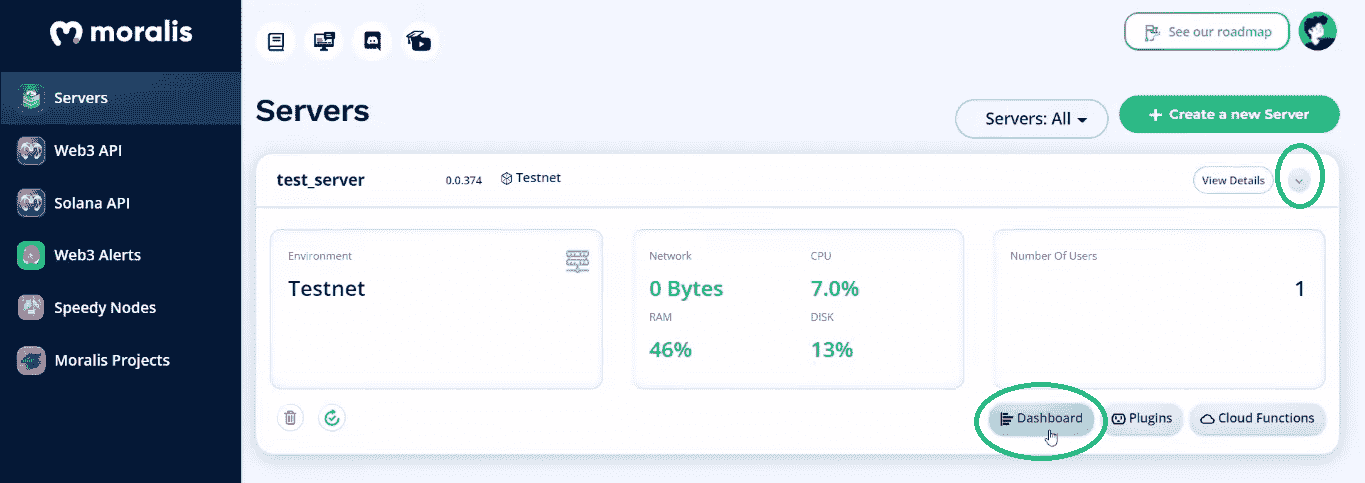 moralis
See our roadmap
Servers
Web3 API
Solana API
Web3 Alerts
Speedy Nodes
Moralis Projects
Servers
Servers: All
+ Create a new Server
test_server 0.0.374 Testnet View Details
Environment
Testnet
Network CPU
0 Bytes 7.0%
RAM DISK
46% 13%
Number Of Users
1
Dashboard Plugins Cloud Functions